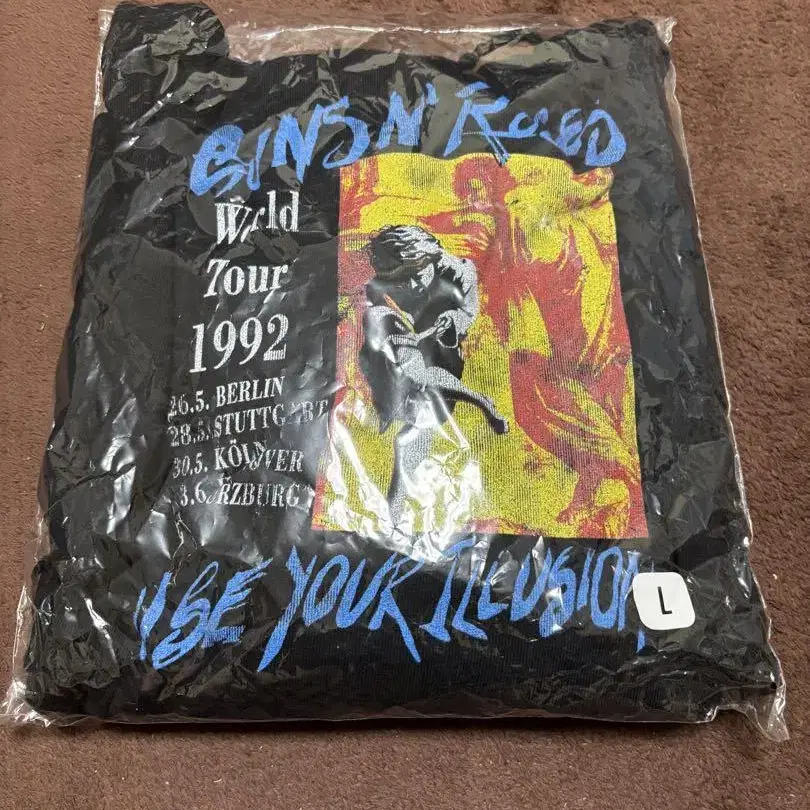 GUNS N' ROSES
World
Tour
1992
26.5. BERLIN
28.5. STUTTGART
30.5. KÖLN
USE YOUR ILLUSION
L